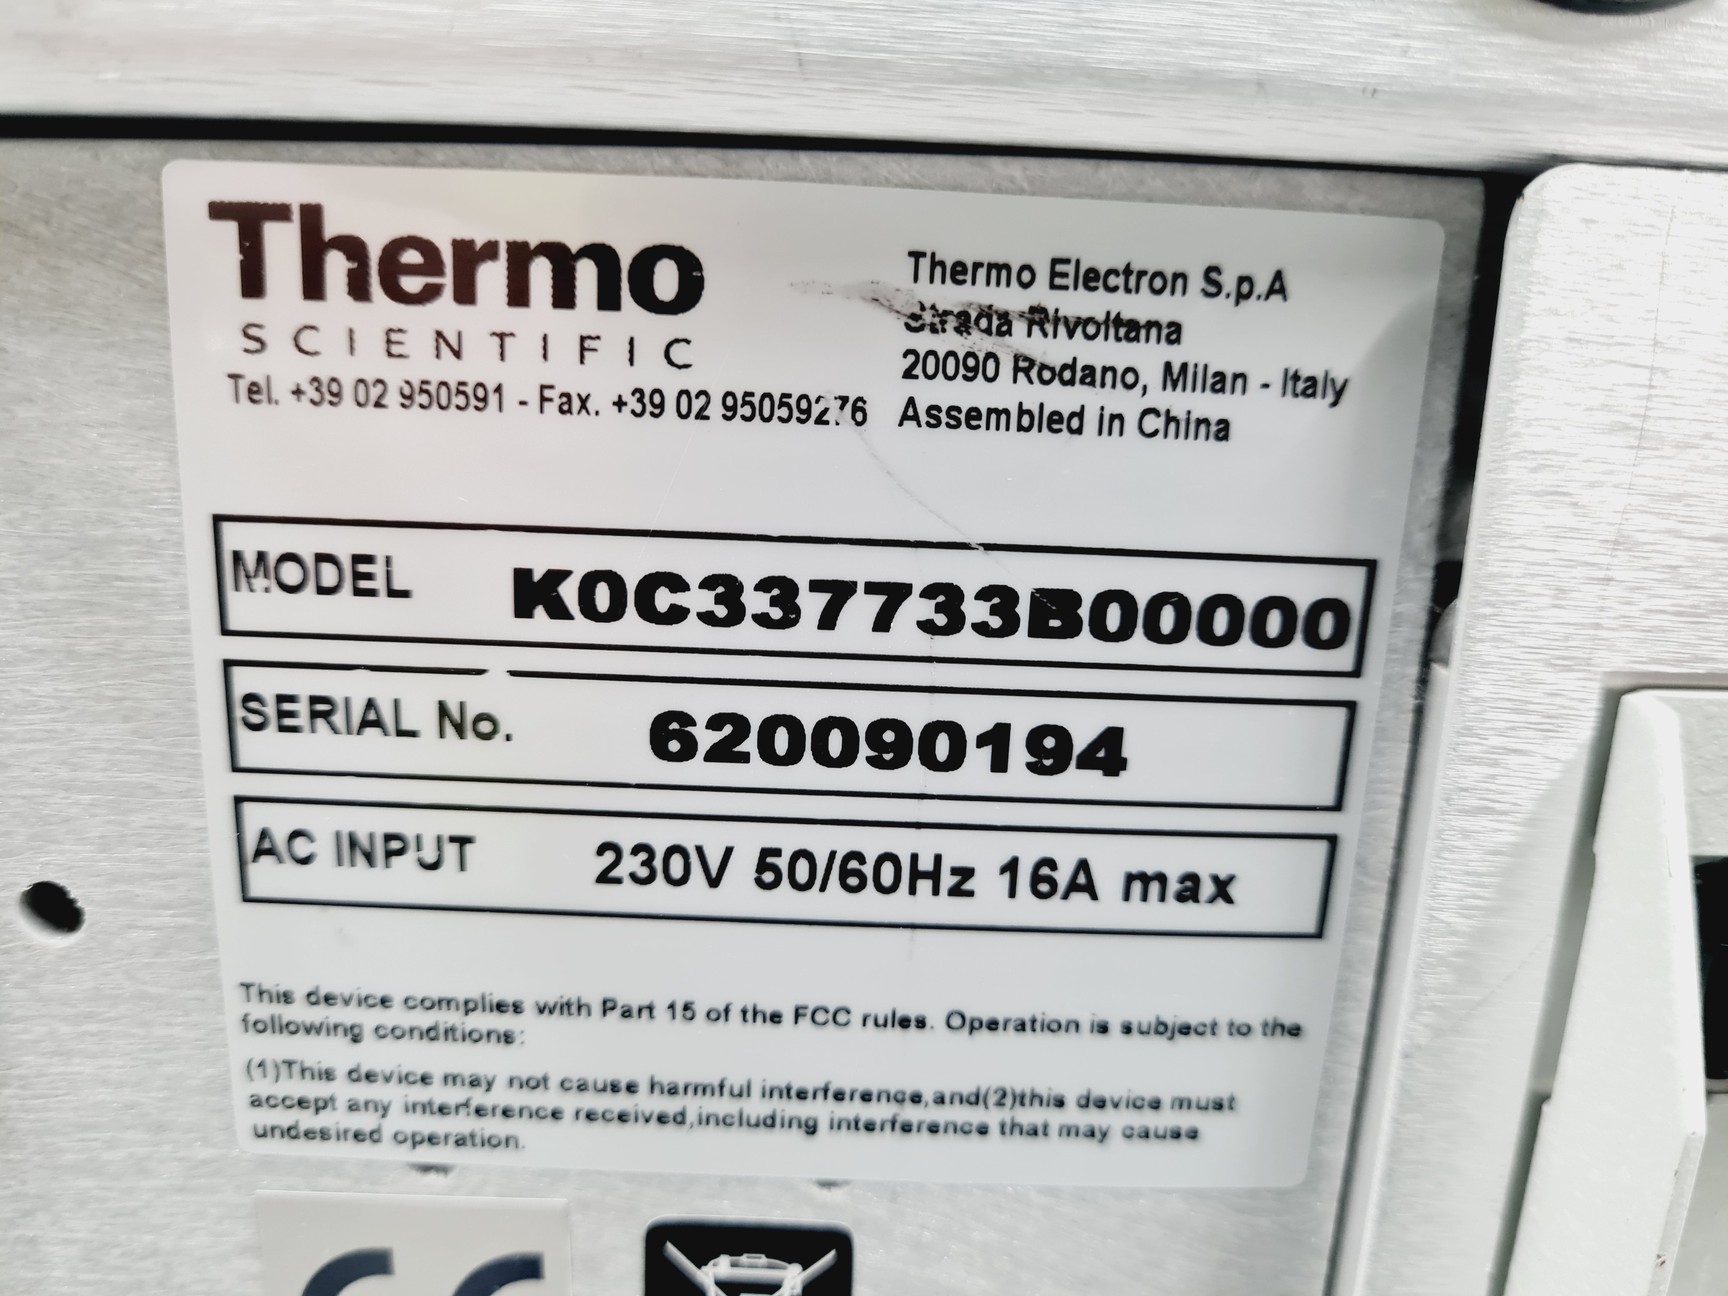 Thermo
SCIENTIFIC
Tel. +39 02 950591 - Fax. +39 02 95059276
Thermo Electron S.p.A
Strada Rivoltana
20090 Rodano, Milan - Italy
Assembled in China
MODEL K0C337733B00000
SERIAL No. 620090194
AC INPUT 230V 50/60Hz 16A max
This device complies with Part 15 of the FCC rules. Operation is subject to the
following conditions:
(1)This device may not cause harmful interference,and(2)this device must
accept any interference received,including interference that may cause
undesired operation.
CE